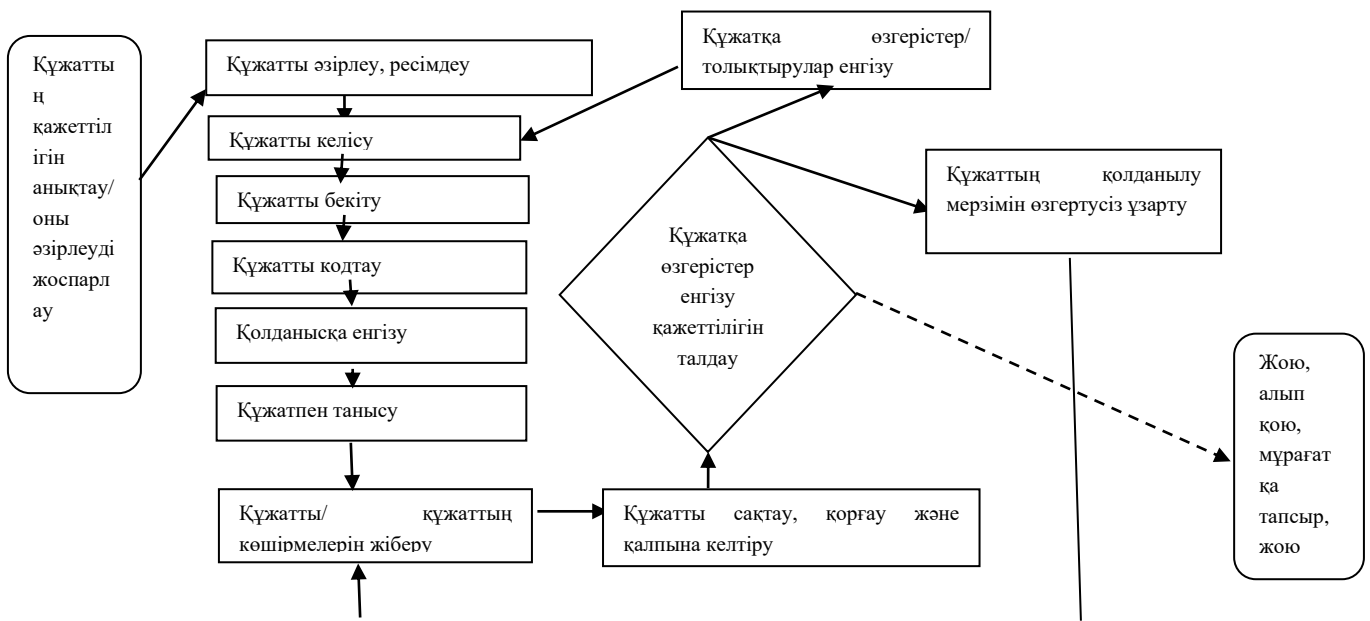 Құжатты
ң
қажеттіл
ігін
анықтау/
оны
әзірлеуді
жоспарл
ау
Құжатты әзірлеу, ресімдеу
Құжатты келісу
Құжатты бекіту
Құжатты кодтау
Қолданысқа енгізу
Құжатпен танысу
Құжатты/ құжаттың
көшірмелерін жіберу
Құжатты сақтау, қорғау және
қалпына келтіру
Құжатқа
өзгерістер
енгізу
қажеттілігін
талдау
Құжатқа өзгерістер/
толықтырулар енгізу
Құжаттың қолданылу
мерзімін өзгертусіз ұзарту
Жою,
алып
қою,
мұрағат
қа
тапсыр,
жою